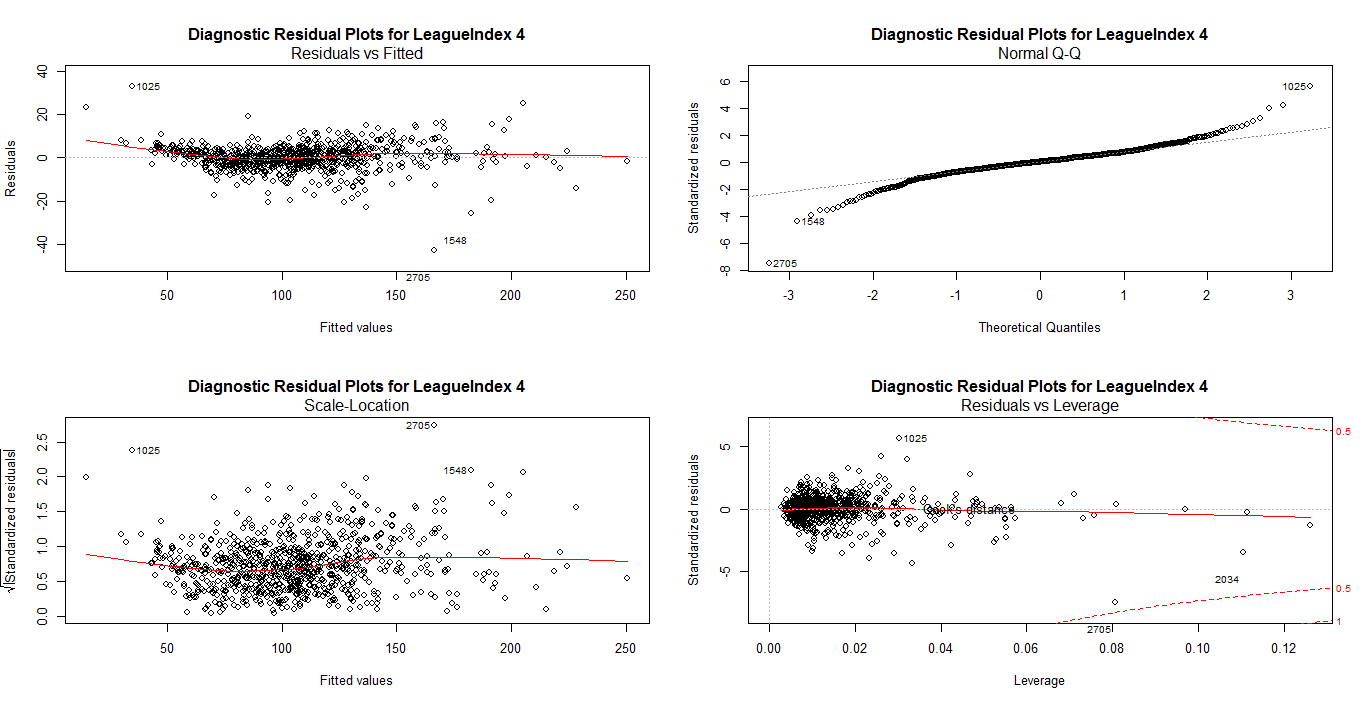 Diagnostic Residual Plots for LeagueIndex 4
Residuals vs Fitted
Residuals
40
20
0
-20
-40
1025
1548
2705
50 100 150 200 250
Fitted values
Diagnostic Residual Plots for LeagueIndex 4
Normal Q-Q
Standardized residuals
6
4
2
0
-2
-4
-6
-8
1025
1548
2705
-3 -2 -1 0 1 2 3
Theoretical Quantiles
Diagnostic Residual Plots for LeagueIndex 4
Scale-Location
√|Standardized residuals|
2.5
2.0
1.5
1.0
0.5
0.0
2705
1025
1548
50 100 150 200 250
Fitted values
Diagnostic Residual Plots for LeagueIndex 4
Residuals vs Leverage
Standardized residuals
5
0
-5
1025
Cook's distance
2034
2705
0.5
0.5
1
0.00 0.02 0.04 0.06 0.08 0.10 0.12
Leverage